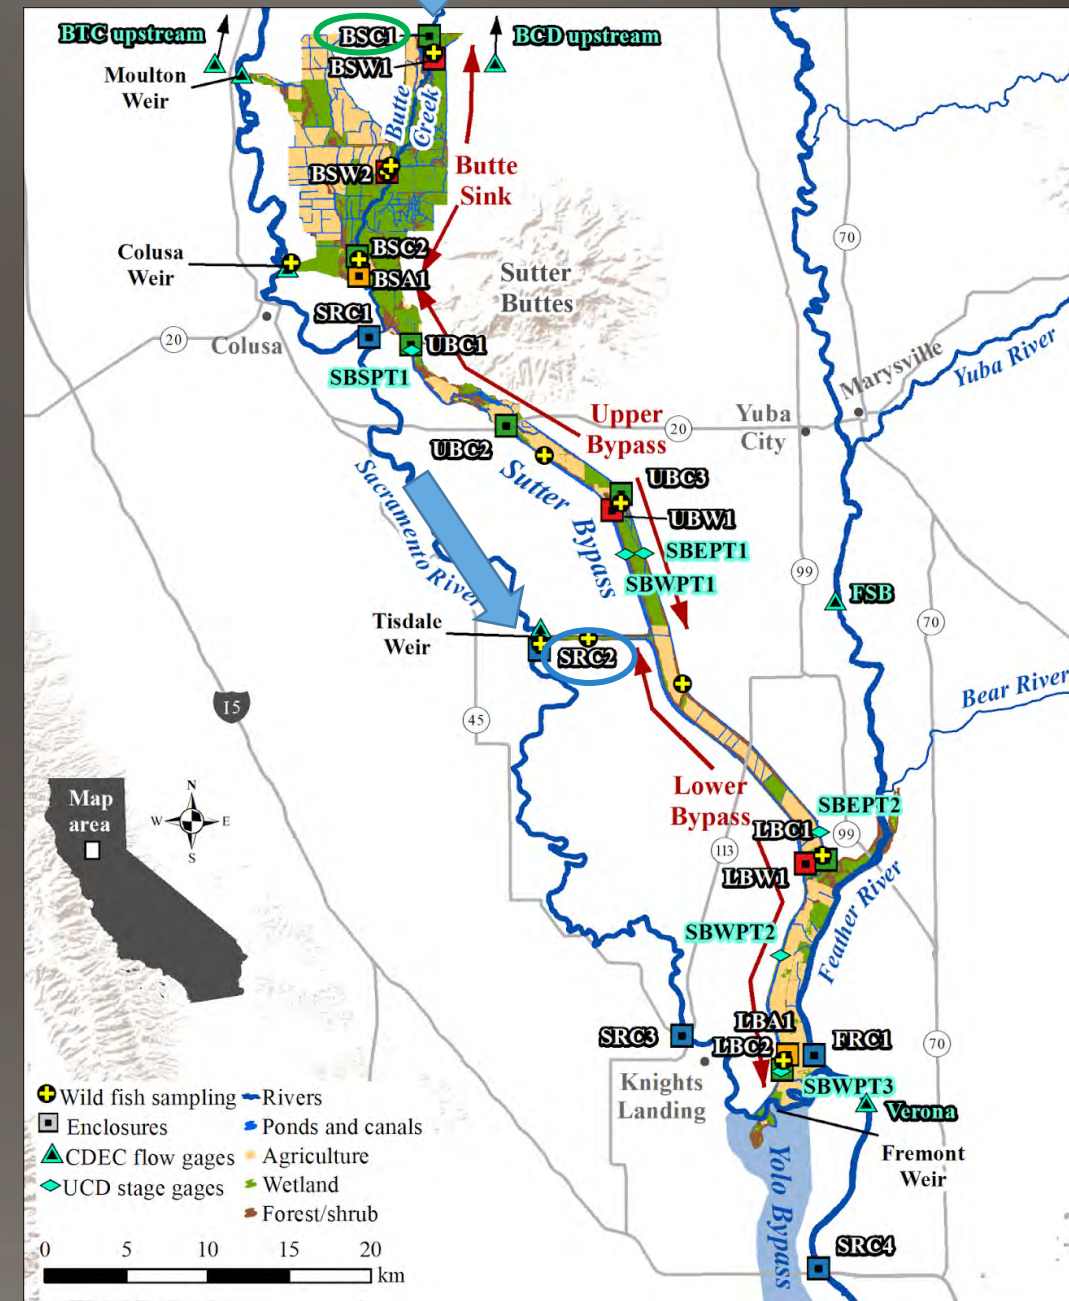 BTC upstream
BSC1
BCD upstream
Moulton
Weir
BSW1
Butte
Creek
Butte
Sink
BSW2
Colusa
Weir
BSC2
BSA1
Sutter
Buttes
70
SRC1
20
Colusa
UBC1
SBSPT1
Marysville
Yuba River
Upper
Bypass
20
Yuba
City
UBC2
Sutter
Bypass
UBC3
UBW1
Sacramento River
SBEPT1
SBWPT1
99
FSB
70
Tisdale
Weir
SRC2
I5
45
Bear River
Lower
Bypass
SBEPT2
Map
area
N
W
E
S
LBC1
99
113
LBW1
Feather River
SBWPT2
SRC3
LBA1
LBC2
FRC1
70
Knights
Landing
SBWPT3
Verona
Fremont
Weir
Yolo Bypass
SRC4
Wild fish sampling
Rivers
Enclosures
Ponds and canals
CDEC flow gages
Agriculture
UCD stage gages
Wetland
Forest/shrub
0 5 10 15 20
km